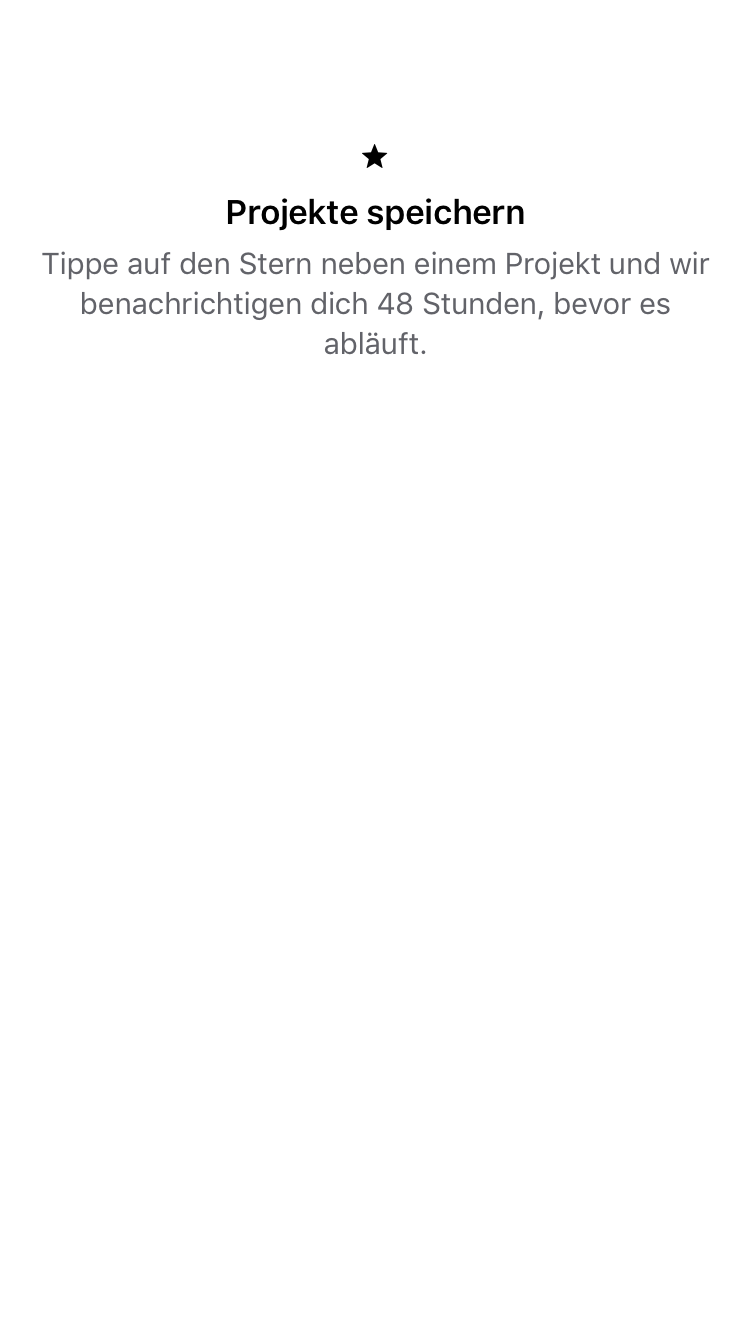 Projekte speichern
Tippe auf den Stern neben einem Projekt und wir
benachrichtigen dich 48 Stunden, bevor es
abläuft.